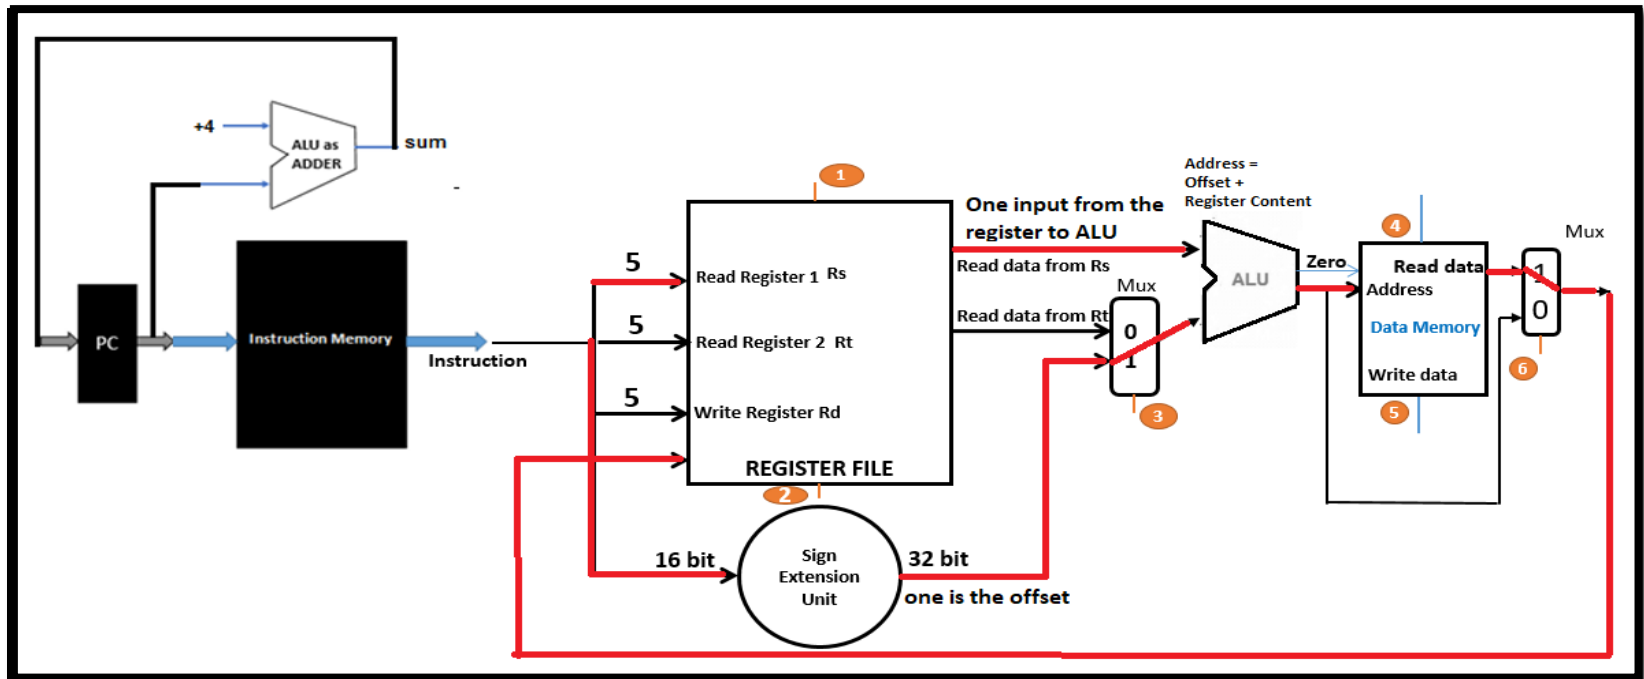 +4
ALU as
ADDER
sum
-
PC
Instruction Memory
Instruction
1
5
Read Register 1 Rs
5
Read Register 2 Rt
5
Write Register Rd
REGISTER FILE
2
16 bit
Sign
Extension
Unit
32 bit
one is the offset
One input from the
register to ALU
Read data from Rs
Read data from Rt
Mux
0
1
3
Address =
Offset +
Register Content
ALU
Zero
4
Read data
Address
Data Memory
Write data
5
Mux
1
0
6